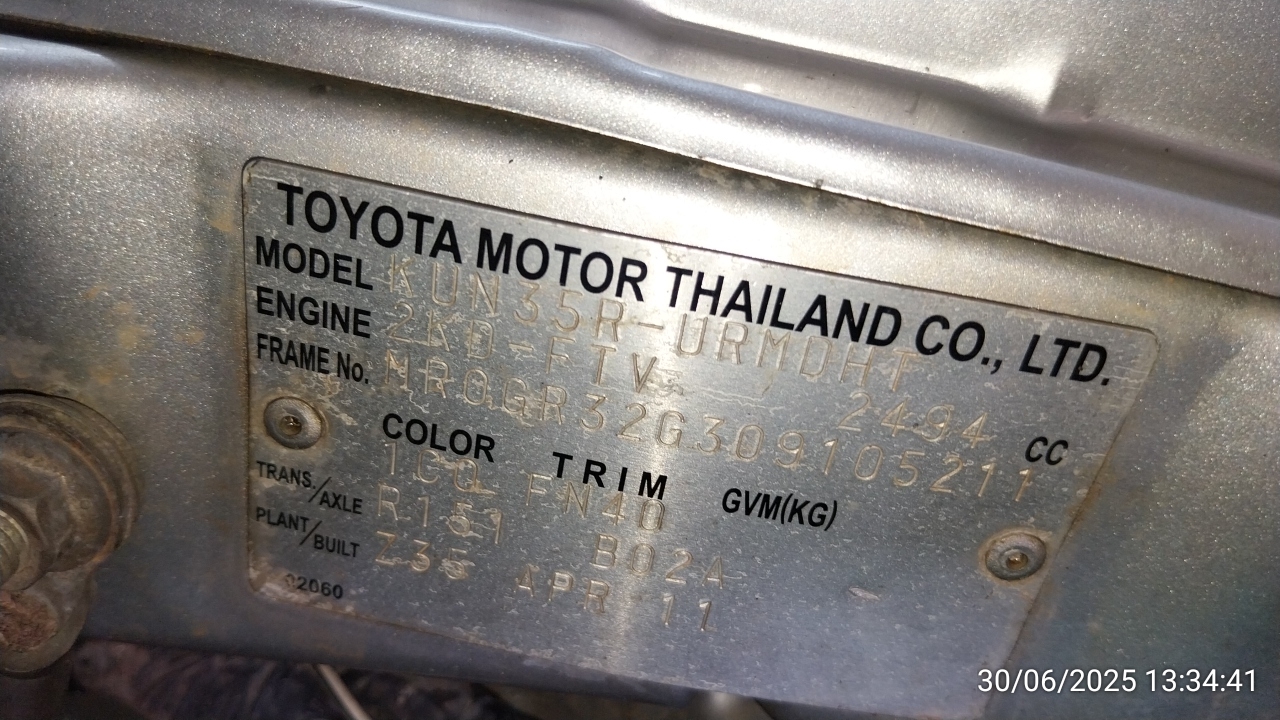 TOYOTA MOTOR THAILAND CO., LTD.
MODEL KUN35R-URMDHT
ENGINE 2KD-FTV / 2494 CC
FRAME No. MR0GR32G309105211
COLOR TRIM GVM(KG)
1C0 FN40
TRANS./AXLE R151 B02A
PLANT/BUILT Z35 APR 11
02060
30/06/2025 13:34:41